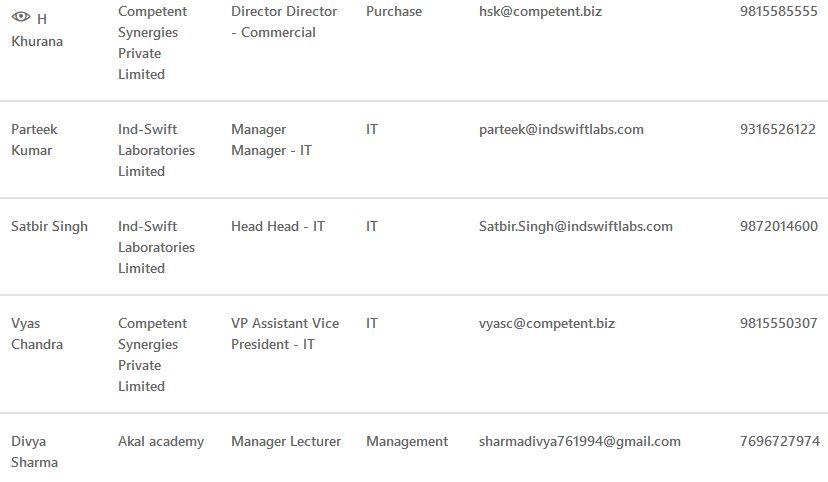 H Khurana Competent Synergies Private Limited Director Director - Commercial Purchase hsk@competent.biz 9815585555
Parteek Kumar Ind-Swift Laboratories Limited Manager Manager - IT IT parteek@indswiftlabs.com 9316526122
Satbir Singh Ind-Swift Laboratories Limited Head Head - IT IT Satbir.Singh@indswiftlabs.com 9872014600
Vyas Chandra Competent Synergies Private Limited VP Assistant Vice President - IT IT vyasc@competent.biz 9815550307
Divya Sharma Akal academy Manager Lecturer Management sharmadivya761994@gmail.com 7696727974